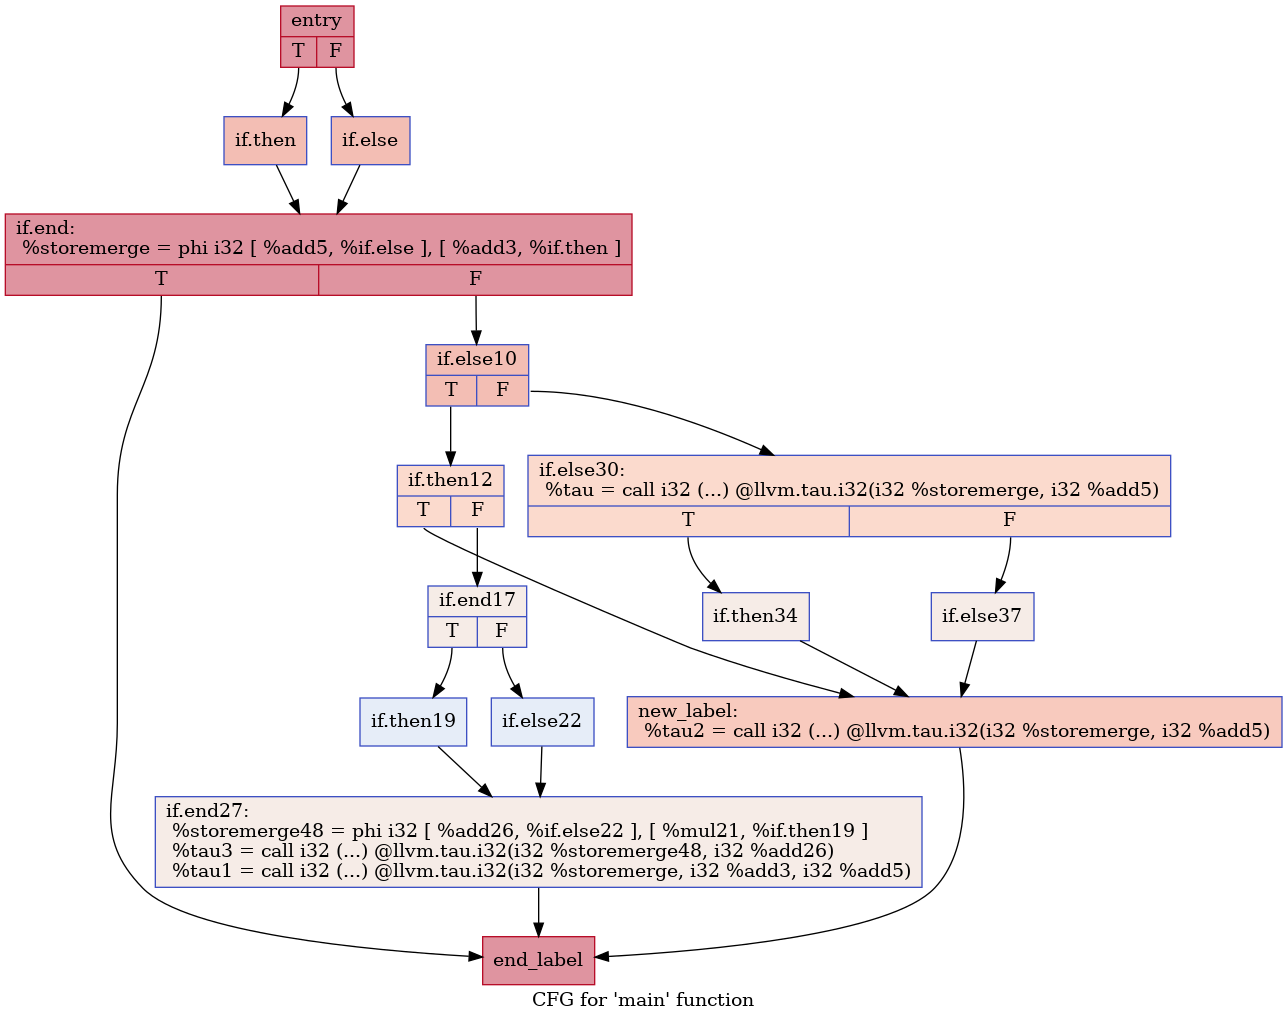 entry
T F
if.then
if.else
if.end:
%storemerge = phi i32 [ %add5, %if.else ], [ %add3, %if.then ]
T F
if.else10
T F
if.then12
T F
if.else30:
%tau = call i32 (...) @llvm.tau.i32(i32 %storemerge, i32 %add5)
T F
if.end17
T F
if.then34
if.else37
if.then19
if.else22
new_label:
%tau2 = call i32 (...) @llvm.tau.i32(i32 %storemerge, i32 %add5)
if.end27:
%storemerge48 = phi i32 [ %add26, %if.else22 ], [ %mul21, %if.then19 ]
%tau3 = call i32 (...) @llvm.tau.i32(i32 %storemerge48, i32 %add26)
%tau1 = call i32 (...) @llvm.tau.i32(i32 %storemerge, i32 %add3, i32 %add5)
end_label
CFG for 'main' function